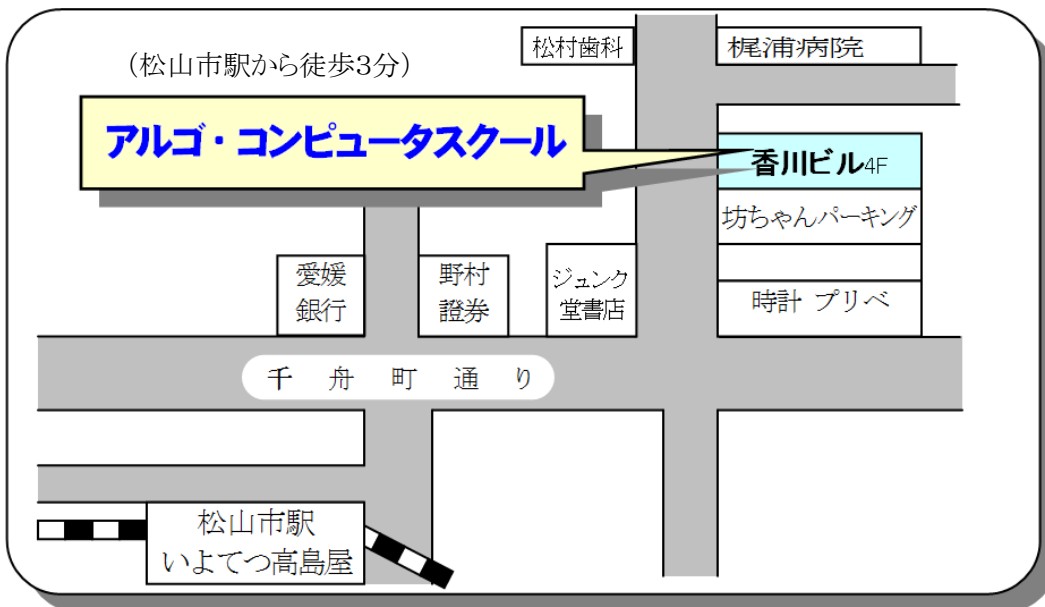 松村歯科
梶浦病院
（松山市駅から徒歩3分）
アルゴ・コンピュータスクール
香川ビル4F
坊ちゃんパーキング
愛媛
銀行
野村
證券
ジュンク
堂書店
時計 プリベ
千舟町通り
松山市駅
いよてつ高島屋